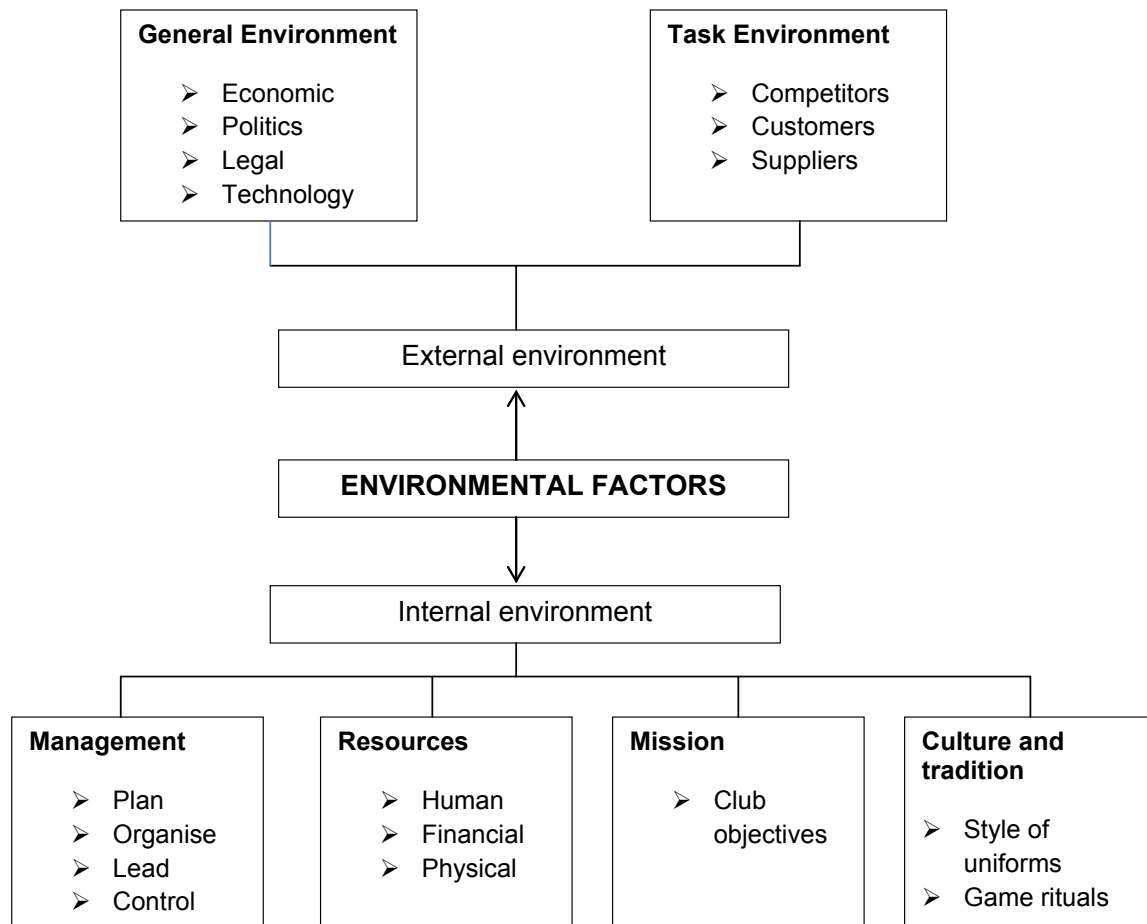 General Environment
➢ Economic
➢ Politics
➢ Legal
➢ Technology
Task Environment
➢ Competitors
➢ Customers
➢ Suppliers
External environment
ENVIRONMENTAL FACTORS
Internal environment
Management
➢ Plan
➢ Organise
➢ Lead
➢ Control
Resources
➢ Human
➢ Financial
➢ Physical
Mission
➢ Club
objectives
Culture and
tradition
➢ Style of
uniforms
➢ Game rituals